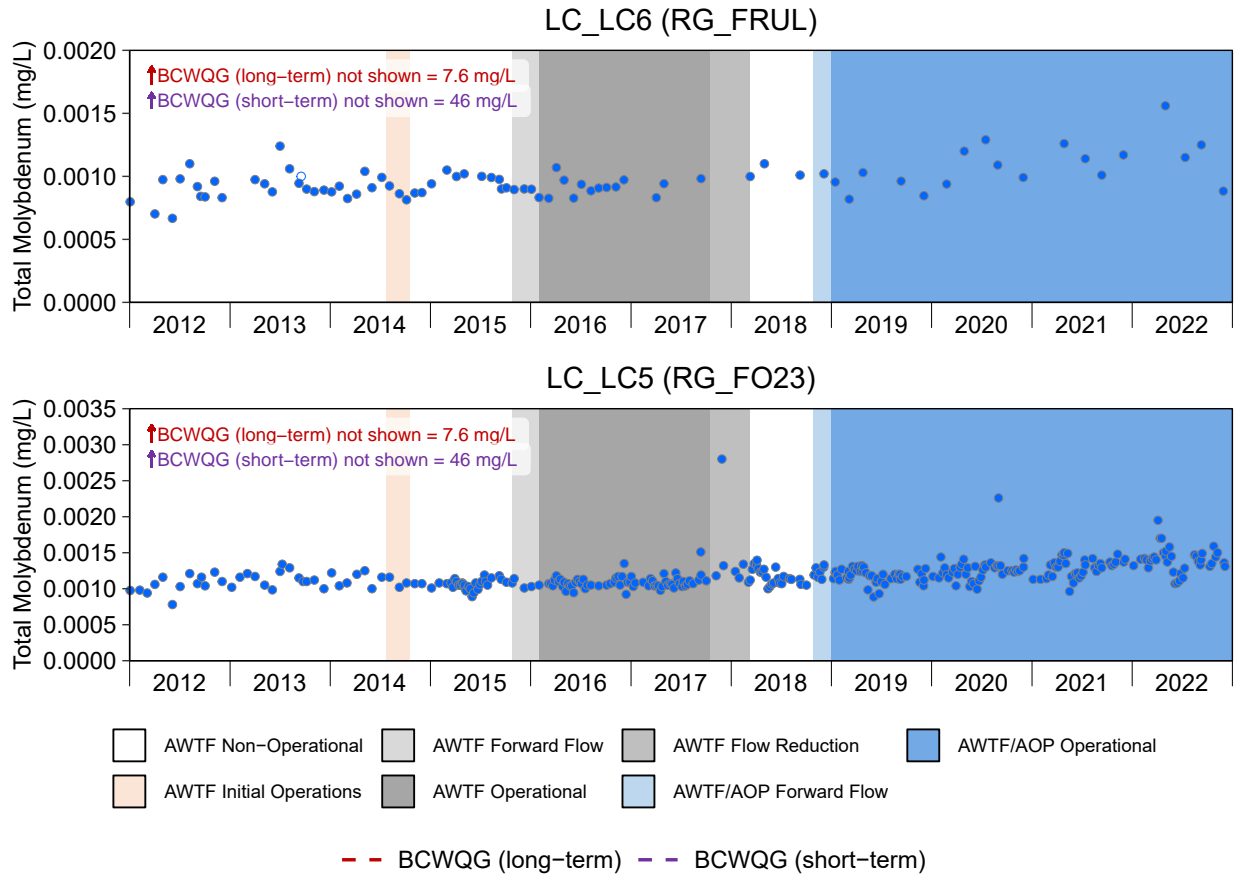 LC_LC6 (RG_FRUL)
Total Molybdenum (mg/L)
0.0020
0.0015
0.0010
0.0005
0.0000
BCWQG (long−term) not shown = 7.6 mg/L
BCWQG (short−term) not shown = 46 mg/L
2012 2013 2014 2015 2016 2017 2018 2019 2020 2021 2022
LC_LC5 (RG_FO23)
Total Molybdenum (mg/L)
0.0035
0.0030
0.0025
0.0020
0.0015
0.0010
0.0005
0.0000
BCWQG (long−term) not shown = 7.6 mg/L
BCWQG (short−term) not shown = 46 mg/L
2012 2013 2014 2015 2016 2017 2018 2019 2020 2021 2022
AWTF Non−Operational AWTF Forward Flow AWTF Flow Reduction AWTF/AOP Operational
AWTF Initial Operations AWTF Operational AWTF/AOP Forward Flow
BCWQG (long−term) BCWQG (short−term)